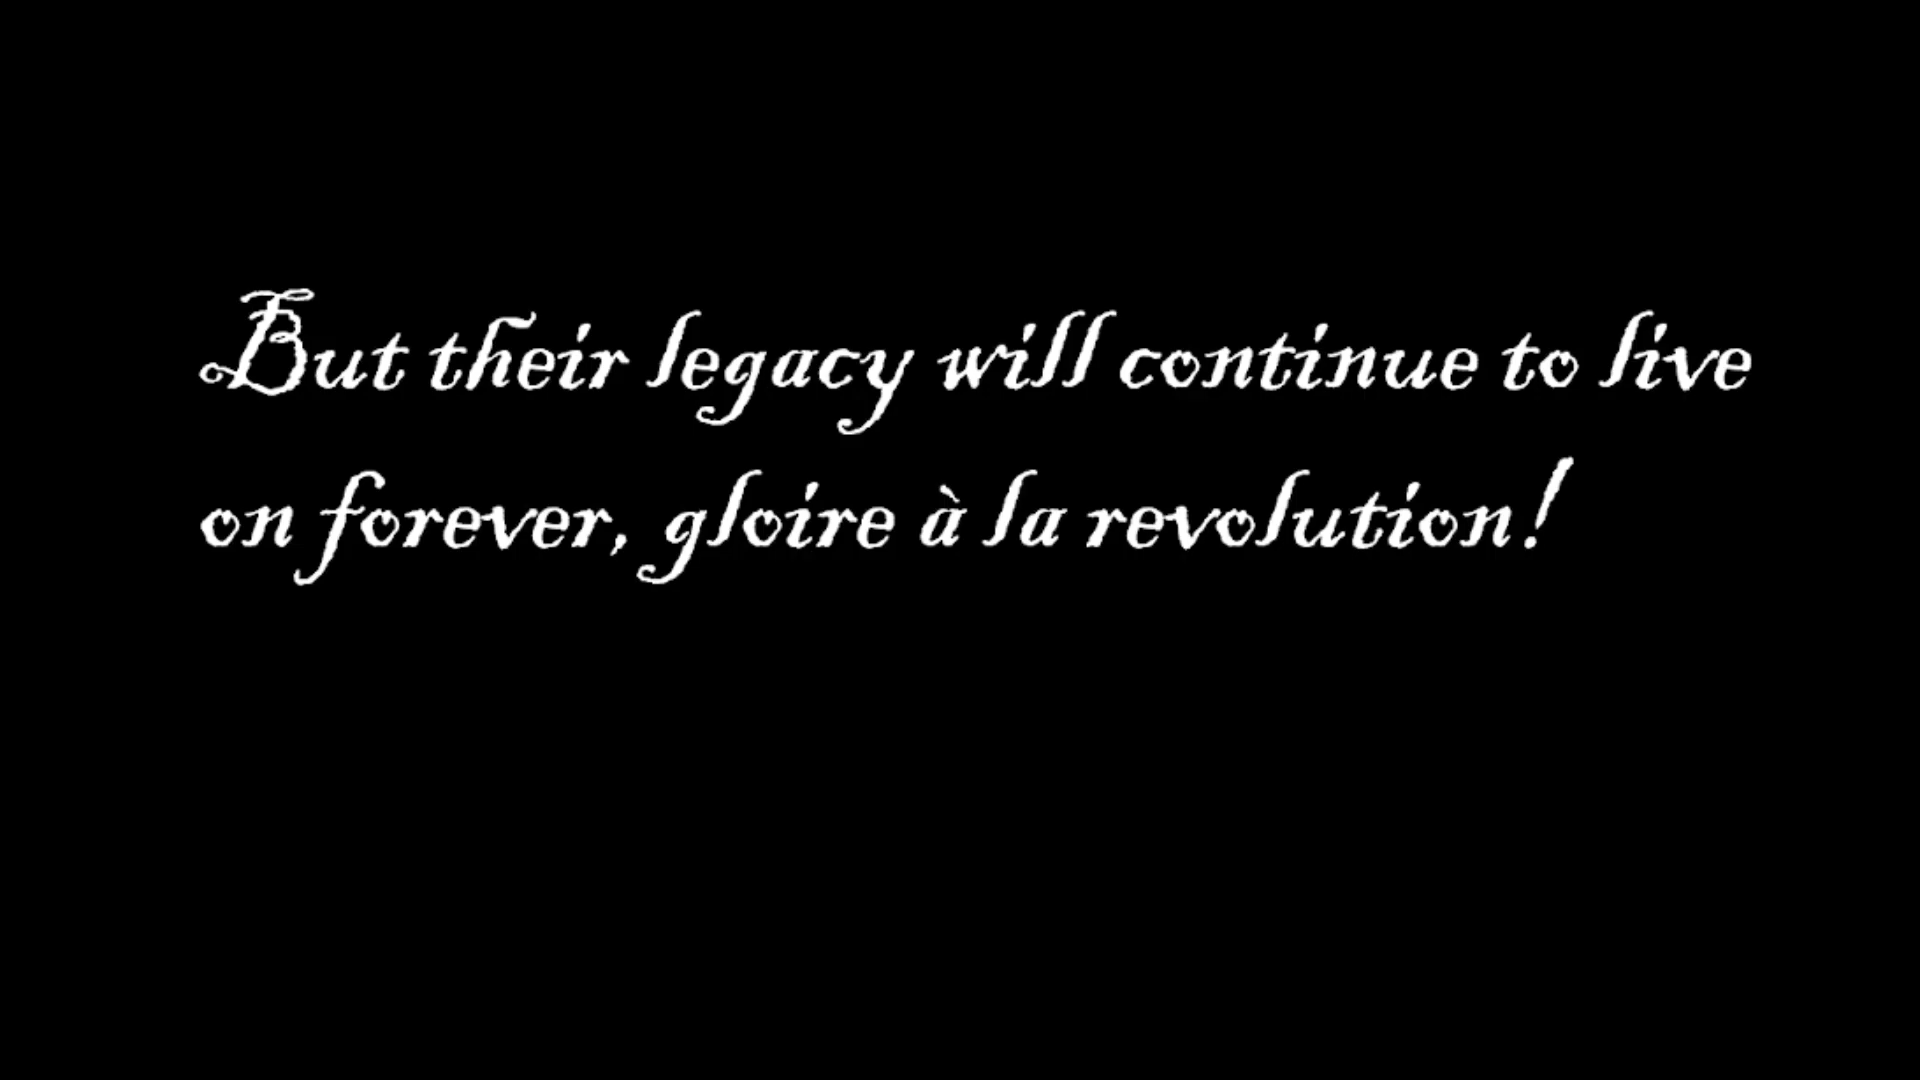 But their legacy will continue to live
on forever, gloire à la revolution!